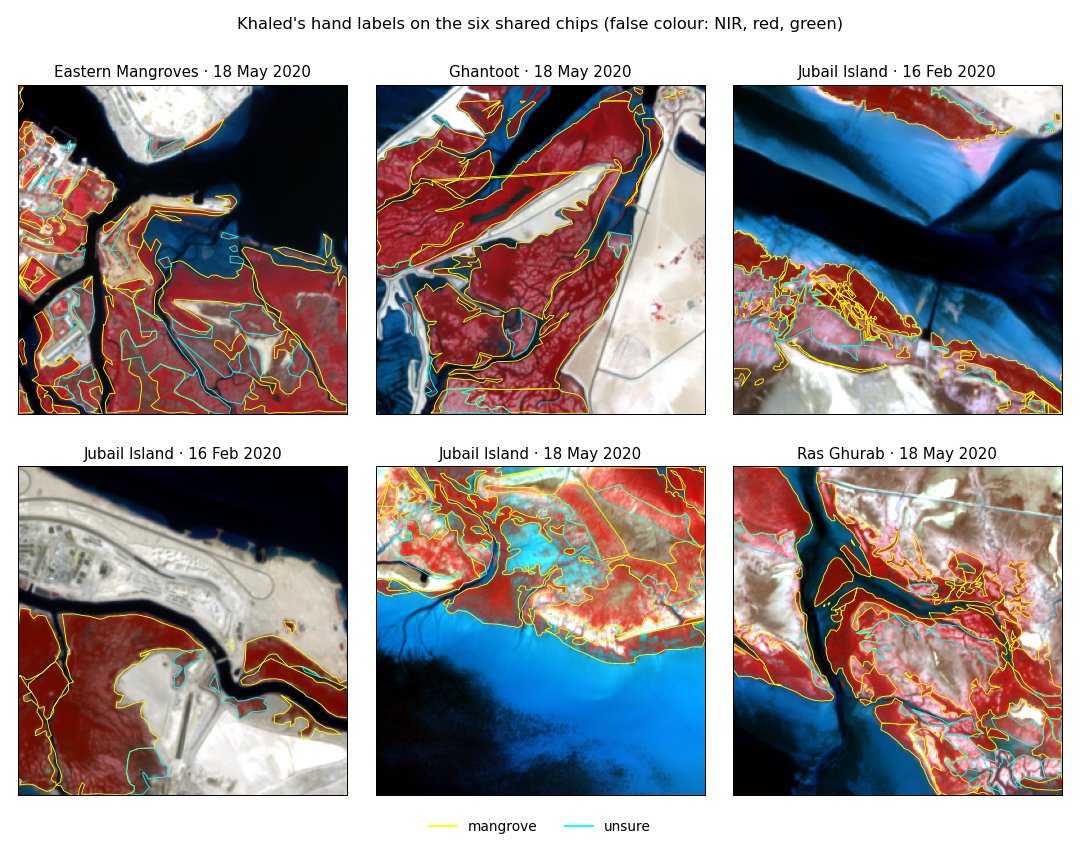 Khaled's hand labels on the six shared chips (false colour: NIR, red, green)
Eastern Mangroves · 18 May 2020
Ghantoot · 18 May 2020
Jubail Island · 16 Feb 2020
Jubail Island · 16 Feb 2020
Jubail Island · 18 May 2020
Ras Ghurab · 18 May 2020
mangrove
unsure